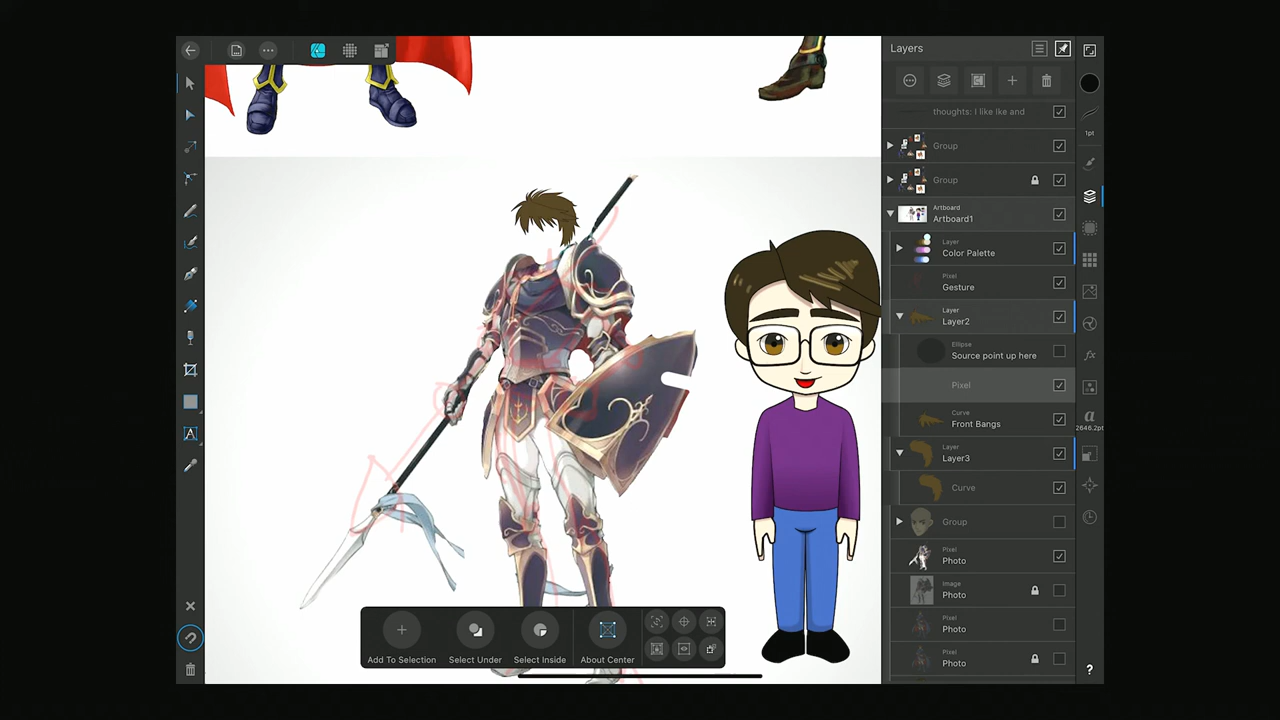 Layers
thoughts: I like Ike and
Group
Group
Artboard
Artboard1
Layer
Color Palette
Pixel
Gesture
Layer
Layer2
Ellipse
Source point up here
Pixel
Curve
Front Bangs
Layer
Layer3
Curve
Group
Pixel
Photo
Image
Photo
Pixel
Photo
Pixel
Photo
1pt
fx
a
2646.2pt
?
A
Add To Selection
Select Under
Select Inside
About Center